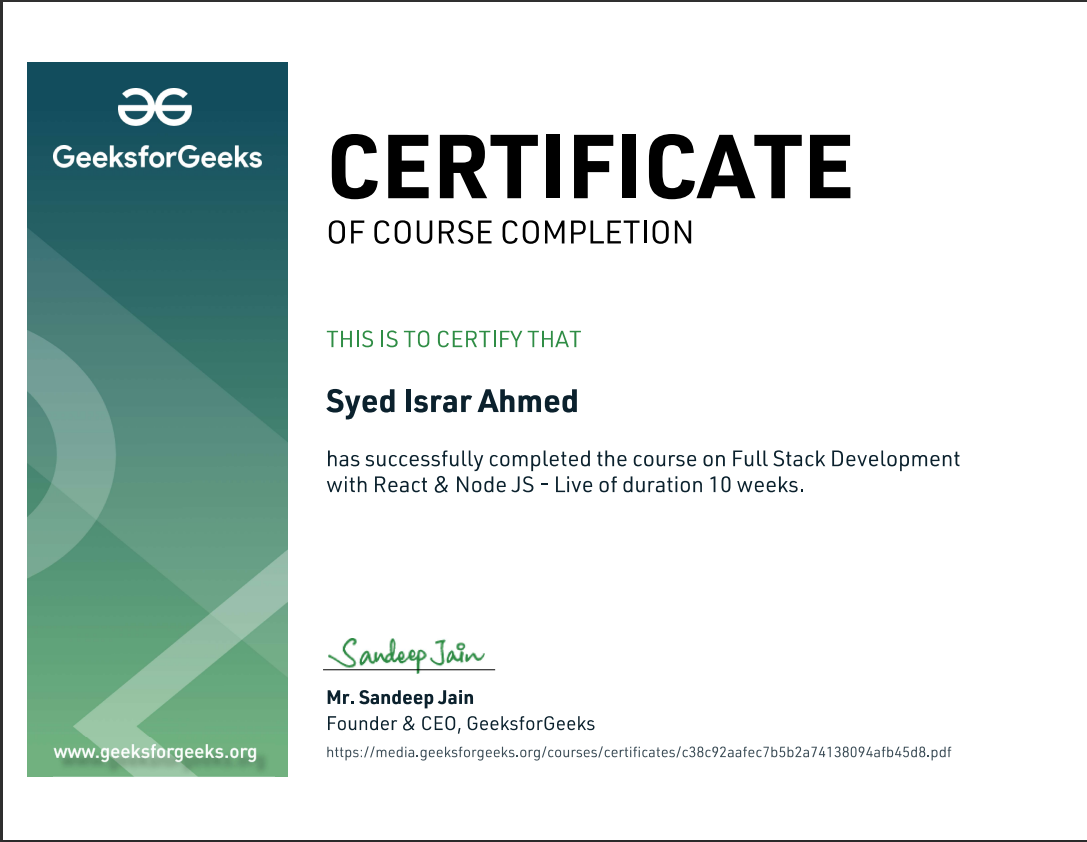 GeeksforGeeks
CERTIFICATE
OF COURSE COMPLETION
THIS IS TO CERTIFY THAT
Syed Israr Ahmed
has successfully completed the course on Full Stack Development
with React & Node JS - Live of duration 10 weeks.
Sandeep Jain
Mr. Sandeep Jain
Founder & CEO, GeeksforGeeks
https://media.geeksforgeeks.org/courses/certificates/c38c92aafec7b5b2a74138094afb45d8.pdf
www.geeksforgeeks.org